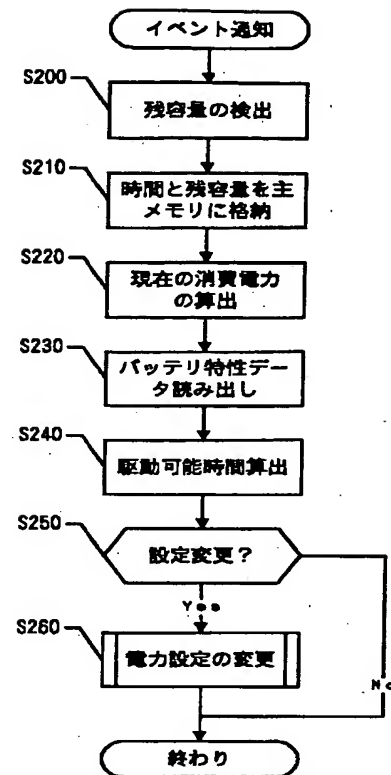 イベント通知
S200
残容量の検出
S210
時間と残容量を主
メモリに格納
S220
現在の消費電力
の算出
S230
バッテリ特性デー
タ読み出し
S240
駆動可能時間算出
S250
設定変更?
Yes
No
S260
電力設定の変更
終わり